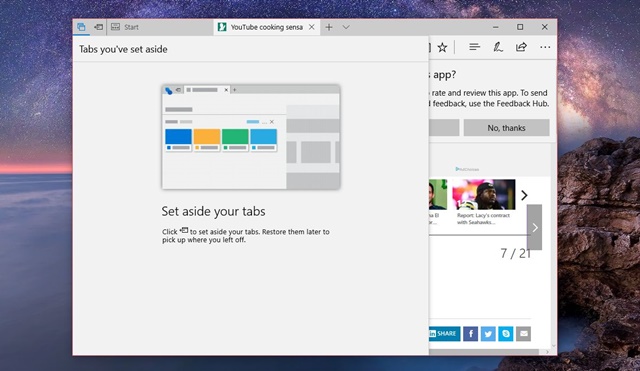 Start
YouTube cooking sensa
Tabs you've set aside
s app?
rate and review this app. To send
d feedback, use the Feedback Hub.
No, thanks
Set aside your tabs
Click to set aside your tabs. Restore them later to
pick up where you left off.
na El
r...
Report: Lacy's contract
with Seahawks...
7 / 21
in SHARE